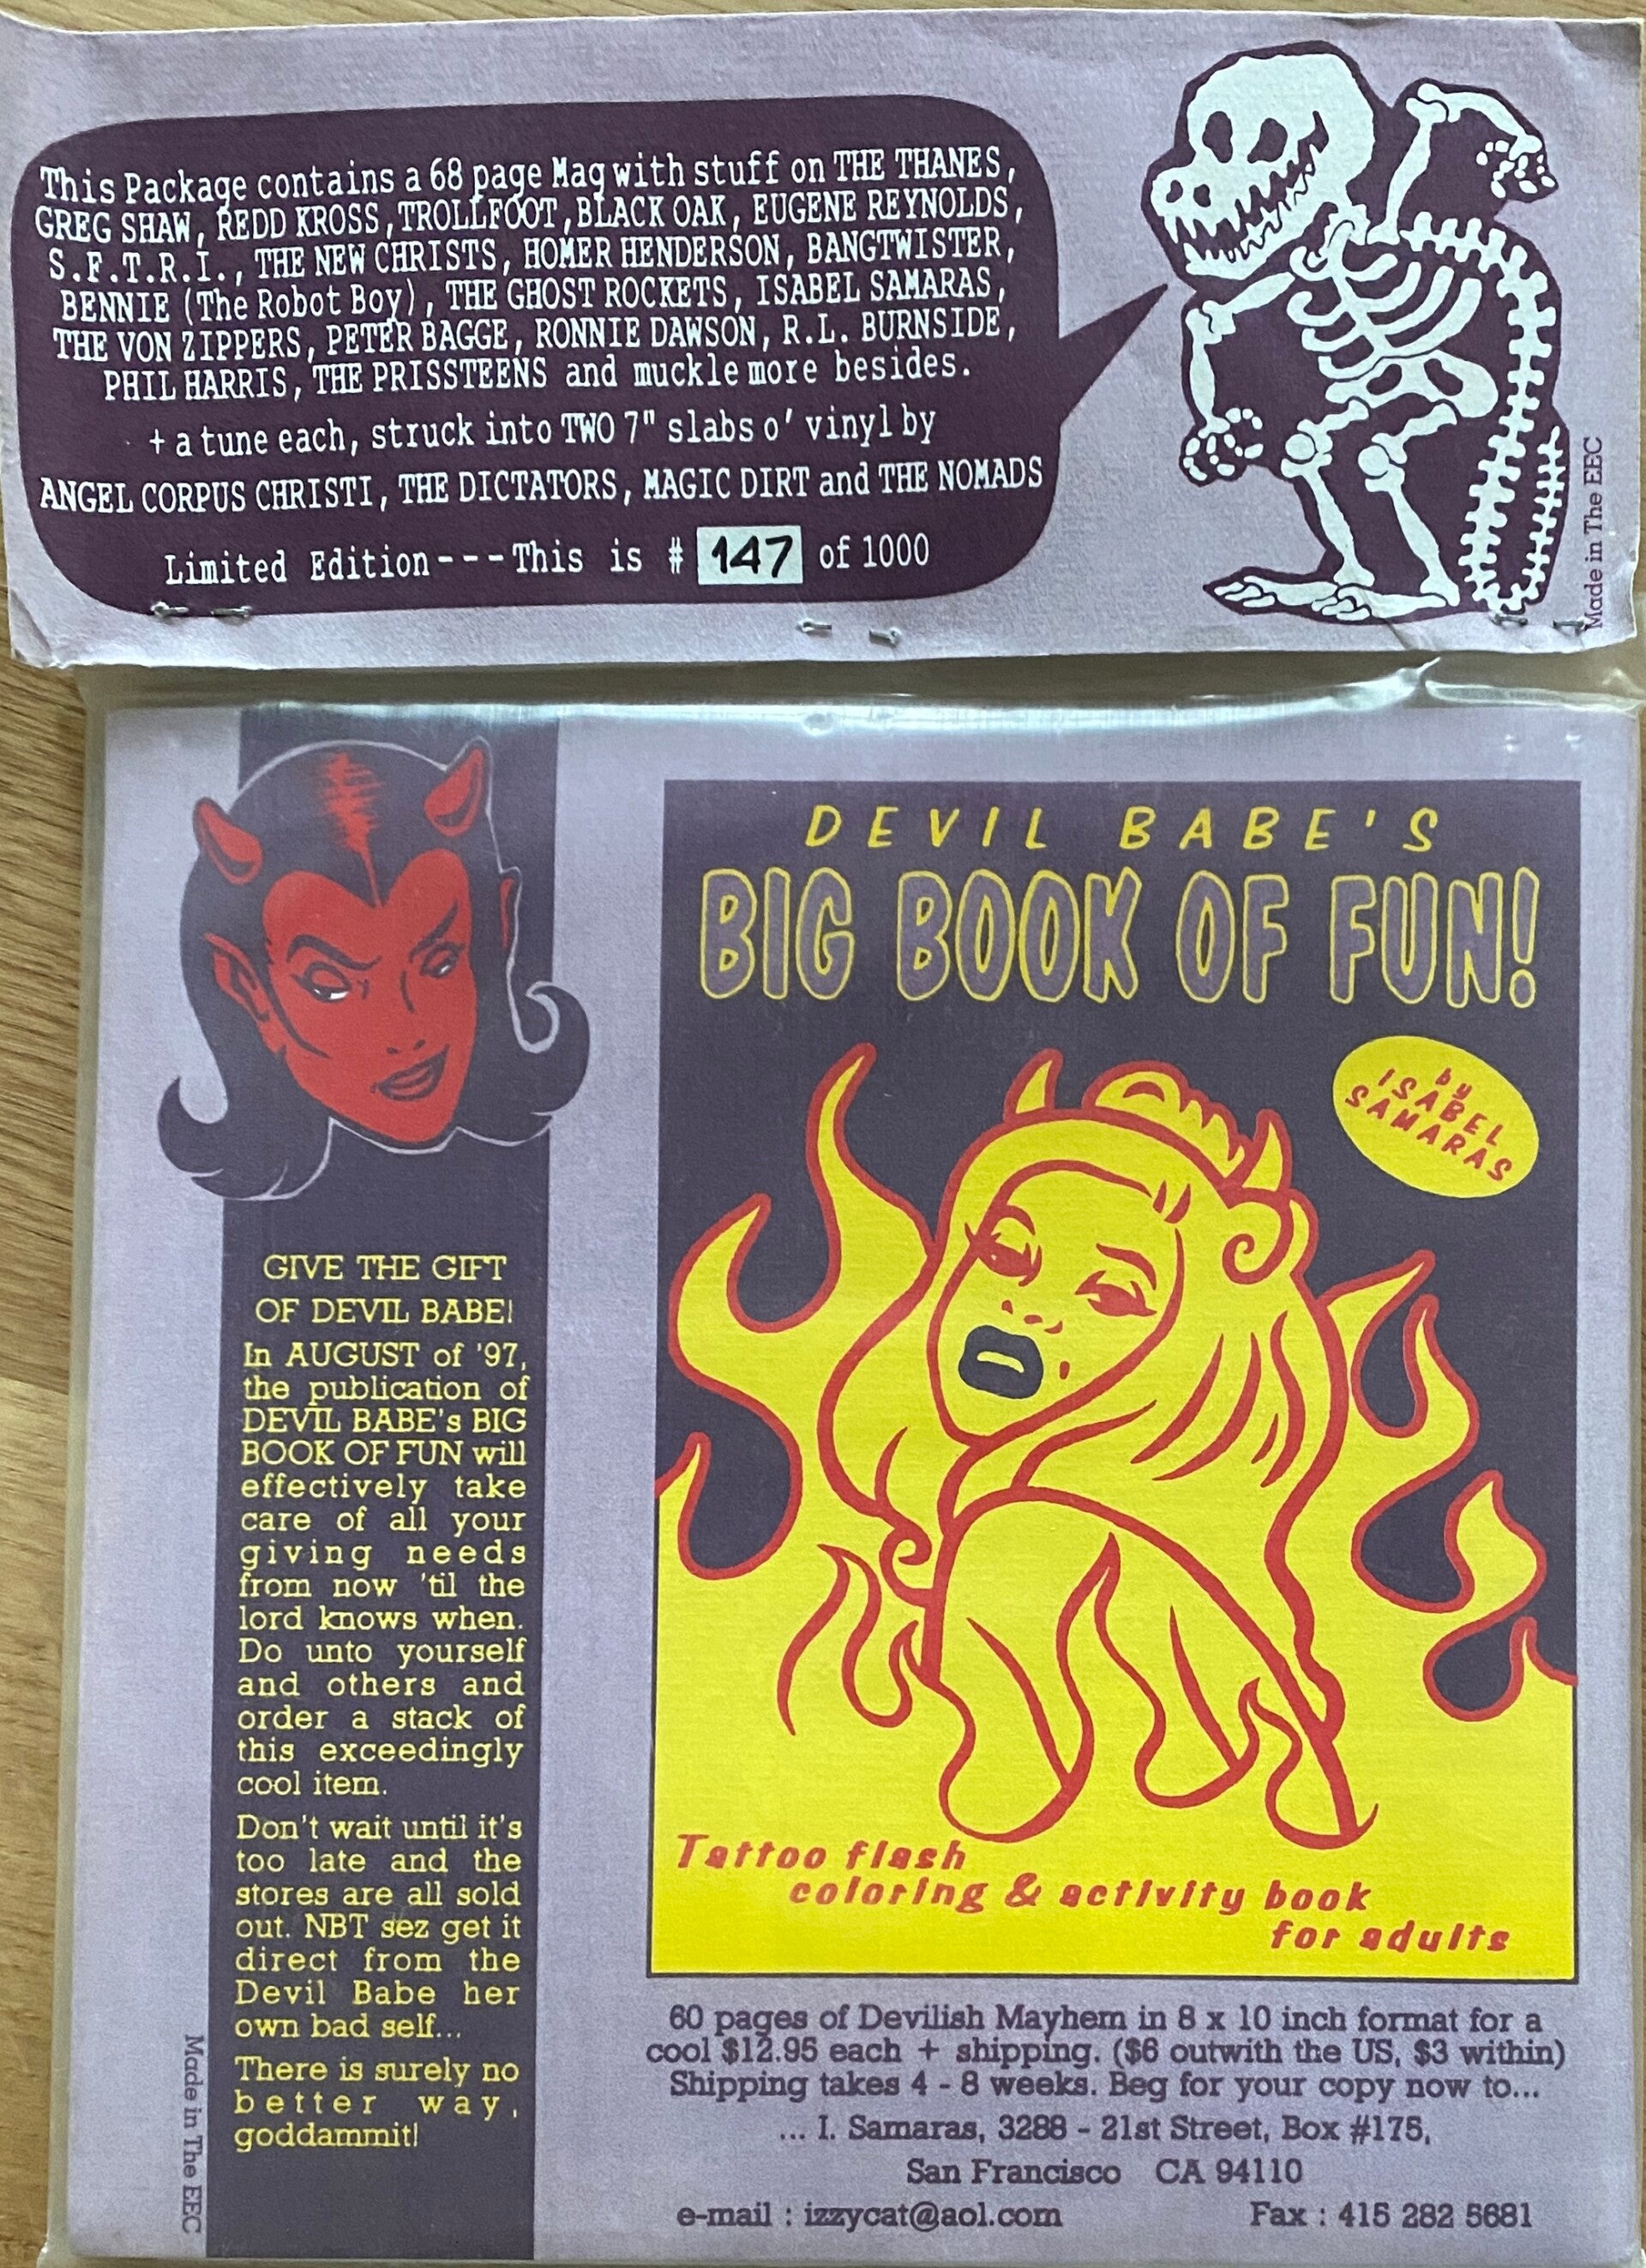 This Package contains a 68 page Mag with stuff on THE THANES,
GREG SHAW, REDD KROSS, TROLLFOOT, BLACK OAK, EUGENE REYNOLDS,
S.F.T.R.I., THE NEW CHRISTS, HOMER HENDERSON, BANGTWISTER,
BENNIE (The Robot Boy), THE GHOST ROCKETS, ISABEL SAMARAS,
THE VON ZIPPERS, PETER BAGGE, RONNIE DAWSON, R.L. BURNSIDE,
PHIL HARRIS, THE PRISSTEENS and muckle more besides.
+ a tune each, struck into TWO 7" slabs o' vinyl by
ANGEL CORPUS CHRISTI, THE DICTATORS, MAGIC DIRT and THE NOMADS
Limited Edition---This is # 147 of 1000
Made in The EEC
DEVIL BABE'S
BIG BOOK OF FUN!
by
ISABEL
SAMARAS
Tattoo flash
coloring & activity book
for adults
GIVE THE GIFT
OF DEVIL BABE!
In AUGUST of '97,
the publication of
DEVIL BABE's BIG
BOOK OF FUN will
effectively take
care of all your
giving needs
from now 'til the
lord knows when.
Do unto yourself
and others and
order a stack of
this exceedingly
cool item.
Don't wait until it's
too late and the
stores are all sold
out. NBT sez get it
direct from the
Devil Babe her
own bad self...
There is surely no
better way,
goddammit!
Made in The EEC
60 pages of Devilish Mayhem in 8 x 10 inch format for a
cool $12.95 each + shipping. ($6 outwith the US, $3 within)
Shipping takes 4 - 8 weeks. Beg for your copy now to...
... I. Samaras, 3288 - 21st Street, Box #175,
San Francisco CA 94110
e-mail : izzycat@aol.com Fax : 415 282 5681